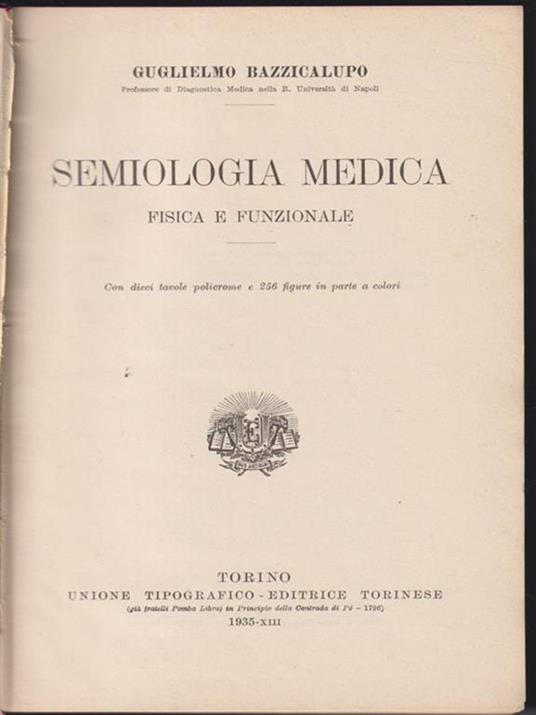 GUGLIELMO BAZZICALUPO
Professore di Diagnostica Medica nella R. Università di Napoli
SEMIOLOGIA MEDICA
FISICA E FUNZIONALE
Con dieci tavole policrome e 256 figure in parte a colori
TORINO
UNIONE TIPOGRAFICO - EDITRICE TORINESE
(già fratelli Pomba Librai in Principio della Contrada di Pò - 1796)
1935-XIII